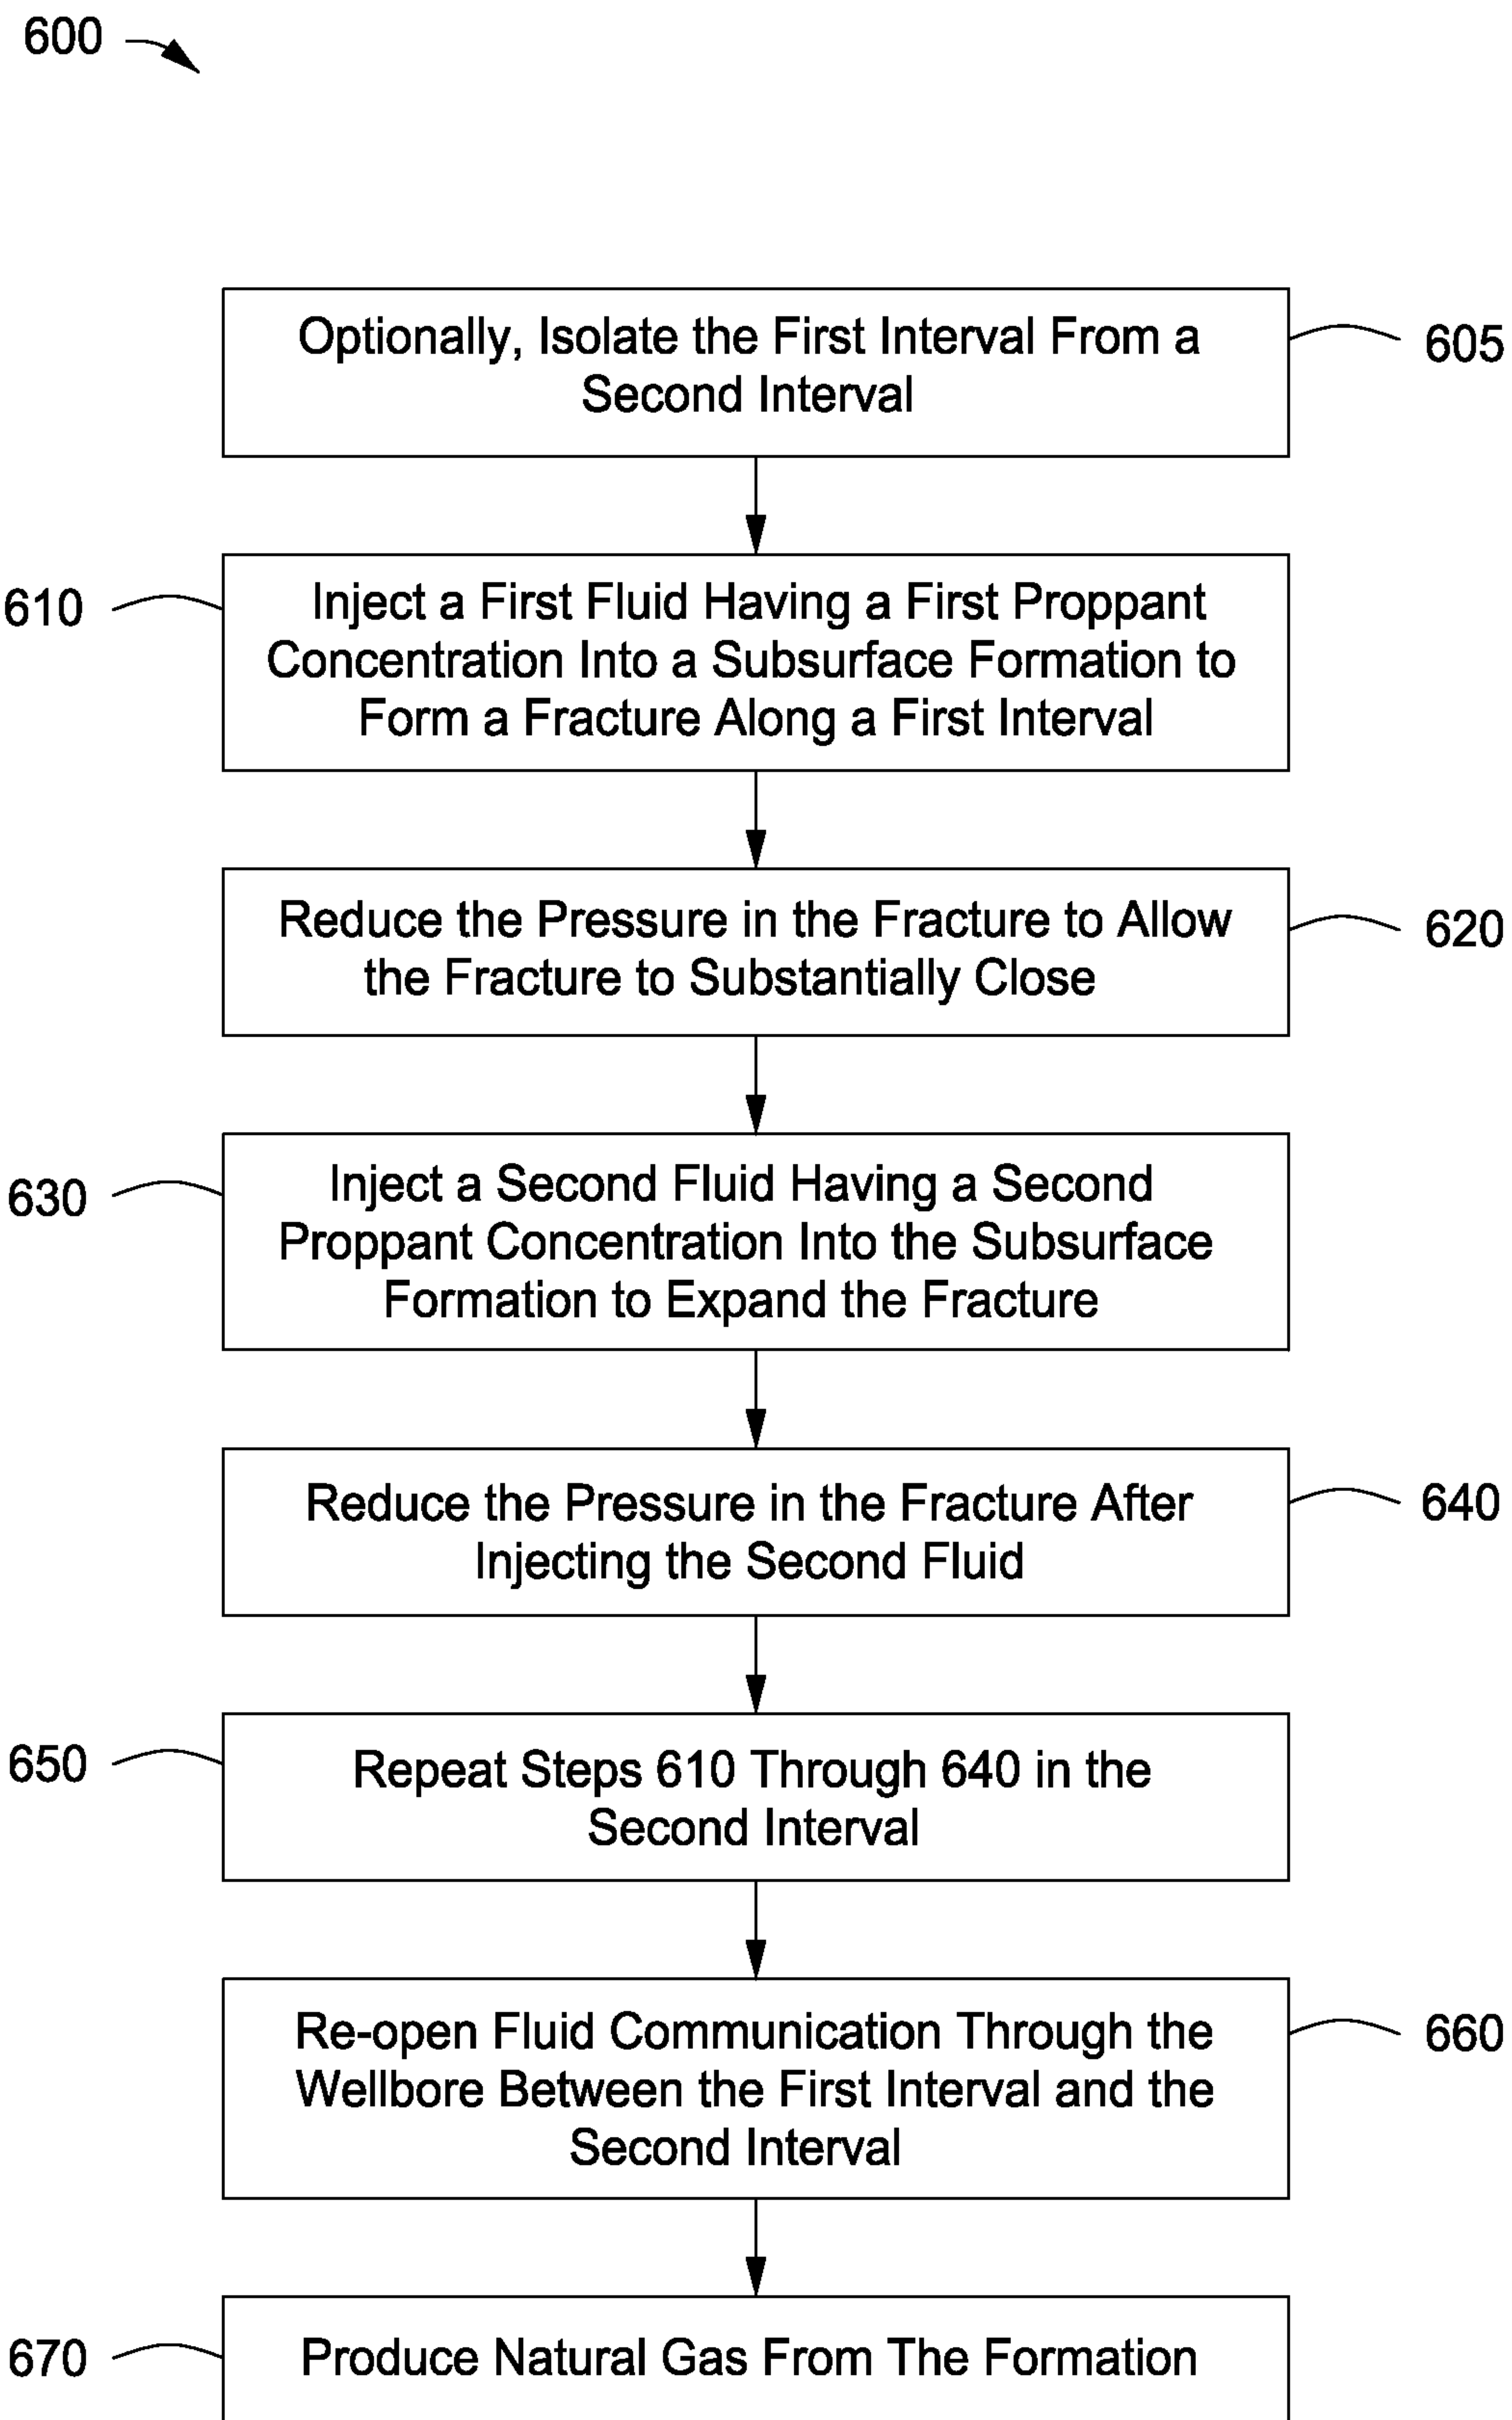 600
Optionally, Isolate the First Interval From a
Second Interval
605
610
Inject a First Fluid Having a First Proppant
Concentration Into a Subsurface Formation to
Form a Fracture Along a First Interval
Reduce the Pressure in the Fracture to Allow
the Fracture to Substantially Close
620
630
Inject a Second Fluid Having a Second
Proppant Concentration Into the Subsurface
Formation to Expand the Fracture
Reduce the Pressure in the Fracture After
Injecting the Second Fluid
640
650
Repeat Steps 610 Through 640 in the
Second Interval
Re-open Fluid Communication Through the
Wellbore Between the First Interval and the
Second Interval
660
670
Produce Natural Gas From The Formation